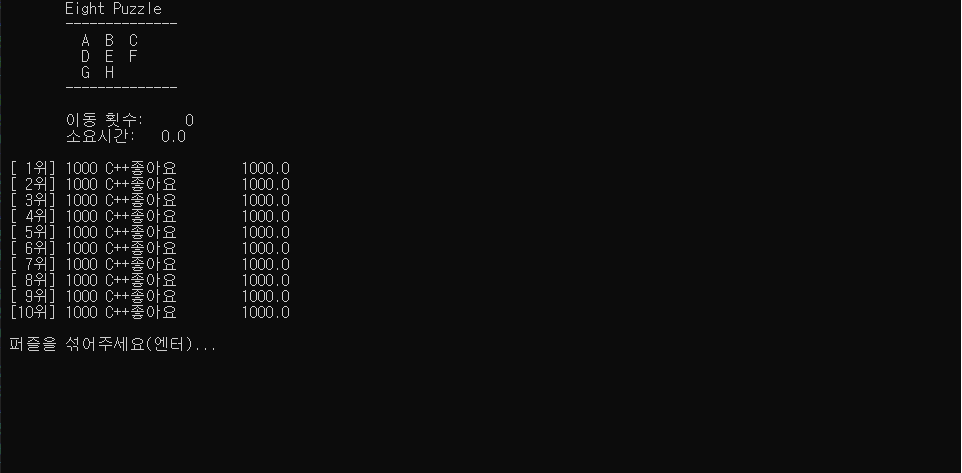 Eight Puzzle
--------------
A B C
D E F
G H
--------------
이동 횟수: 0
소요시간: 0.0
[ 1위] 1000 C++좋아요 1000.0
[ 2위] 1000 C++좋아요 1000.0
[ 3위] 1000 C++좋아요 1000.0
[ 4위] 1000 C++좋아요 1000.0
[ 5위] 1000 C++좋아요 1000.0
[ 6위] 1000 C++좋아요 1000.0
[ 7위] 1000 C++좋아요 1000.0
[ 8위] 1000 C++좋아요 1000.0
[ 9위] 1000 C++좋아요 1000.0
[10위] 1000 C++좋아요 1000.0
퍼즐을 섞어주세요(엔터)...